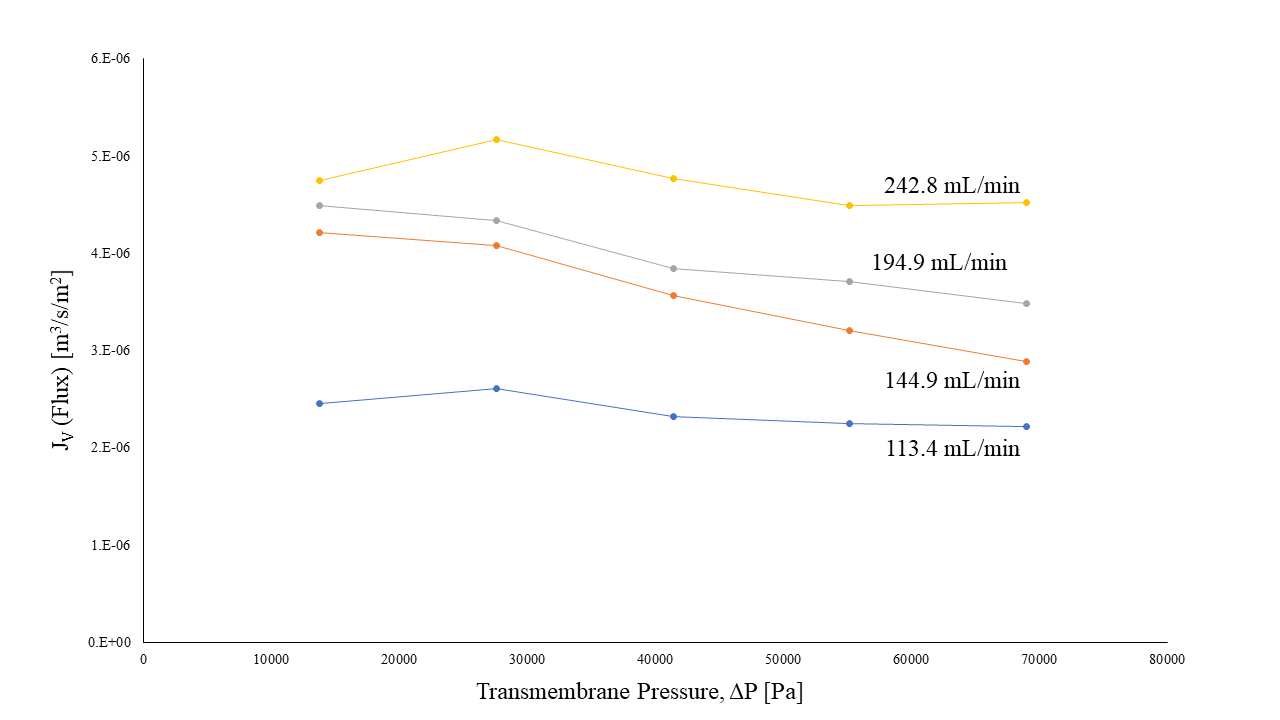 6.E-06
5.E-06
4.E-06
3.E-06
2.E-06
1.E-06
0.E+00
J_V (Flux) [m³/s/m²]
242.8 mL/min
194.9 mL/min
144.9 mL/min
113.4 mL/min
0 10000 20000 30000 40000 50000 60000 70000 80000
Transmembrane Pressure, ΔP [Pa]